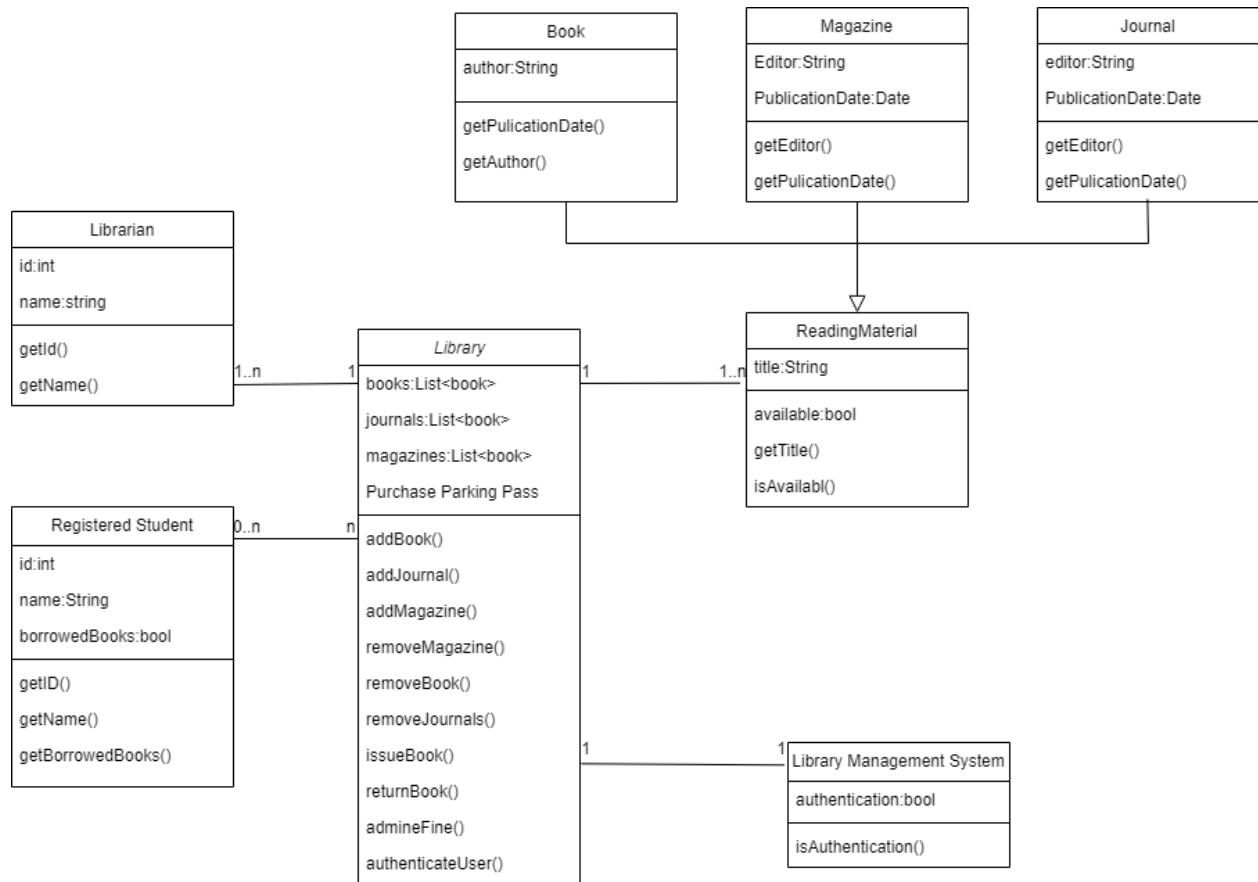 Book
author:String
getPulicationDate()
getAuthor()
Magazine
Editor:String
PublicationDate:Date
getEditor()
getPulicationDate()
Journal
editor:String
PublicationDate:Date
getEditor()
getPulicationDate()
Librarian
id:int
name:string
getId()
getName()
1..n
1
Library
books:List<book>
journals:List<book>
magazines:List<book>
Purchase Parking Pass
addBook()
addJournal()
addMagazine()
removeMagazine()
removeBook()
removeJournals()
issueBook()
returnBook()
admineFine()
authenticateUser()
1
1..n
ReadingMaterial
title:String
available:bool
getTitle()
isAvailabl()
Registered Student
id:int
name:String
borrowedBooks:bool
getID()
getName()
getBorrowedBooks()
0..n
n
1
1
Library Management System
authentication:bool
isAuthentication()